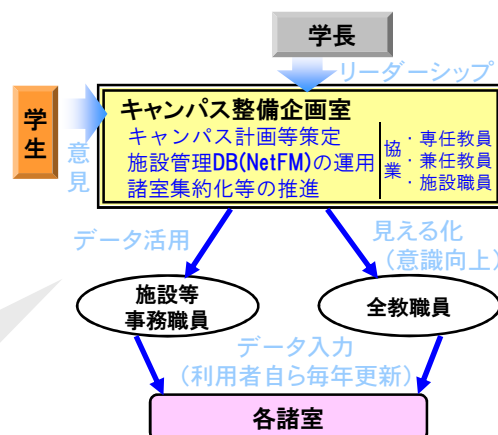 学長
リーダーシップ
学生
意見
キャンパス整備企画室
キャンパス計画等策定
施設管理DB(NetFM)の運用
諸室集約化等の推進
協業
・専任教員
・兼任教員
・施設職員
データ活用
見える化
(意識向上)
施設等
事務職員
全教職員
データ入力
(利用者自ら毎年更新)
各諸室